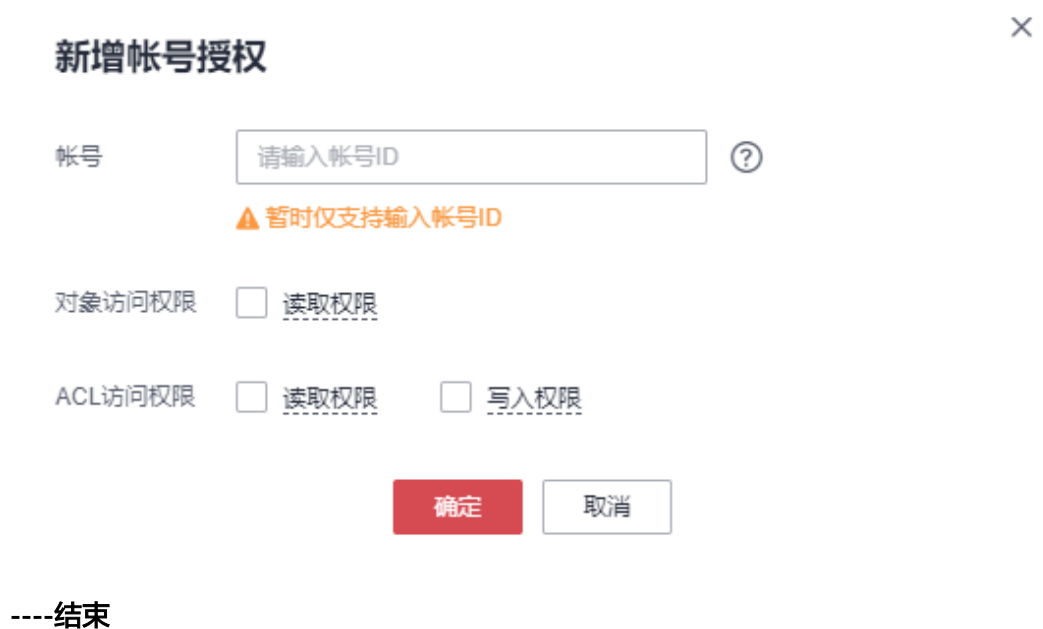 新增帐号授权
帐号 请输入帐号ID
暂时仅支持输入帐号ID
对象访问权限 读取权限
ACL访问权限 读取权限 写入权限
确定 取消
----结束